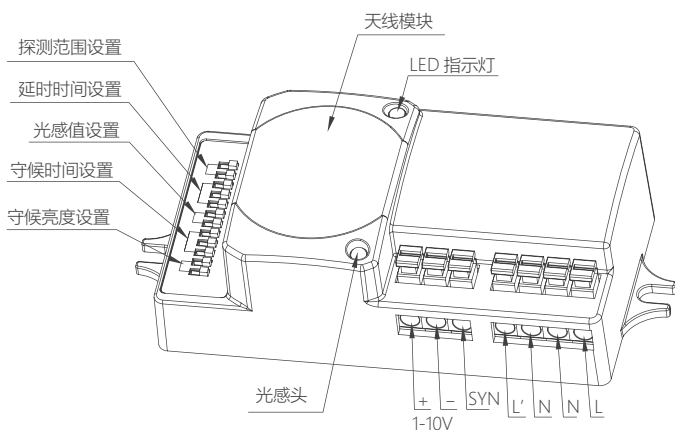 天线模块
探测范围设置
LED 指示灯
延时时间设置
光感值设置
守候时间设置
守候亮度设置
光感头
+ − SYN L′ N N L
1-10V